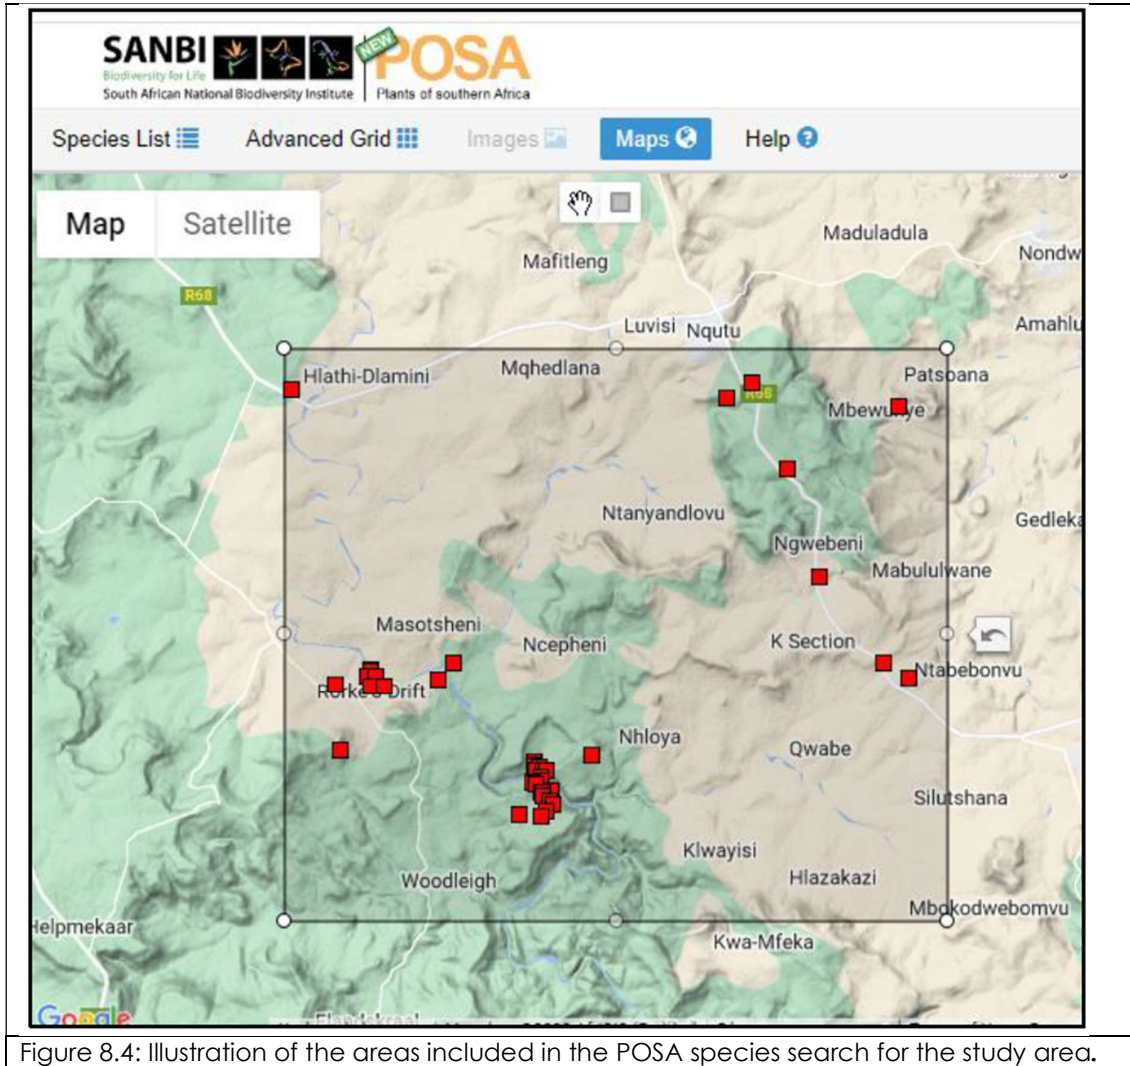 SANBI
Biodiversity for Life
South African National Biodiversity Institute
NEW
POSA
Plants of southern Africa
Species List
Advanced Grid
Images
Maps
Help ?
Map
Satellite
Maduladula
Mafitleng
Nondw
R68
Luvisi
Nqutu
Amahlu
Hlathi-Dlamini
Mqhedlana
Patsoana
R68
Mbewunye
Ntanyandlovu
Gedleka
Ngwebeni
Mabululwane
Masotsheni
Ncepheni
K Section
Ntabebonvu
Rorke's Drift
Nhloya
Qwabe
Silutshana
Klwayisi
Woodleigh
Hlazakazi
Mbokodwebomvu
Helpmekaar
Kwa-Mfeka
Google
Figure 8.4: Illustration of the areas included in the POSA species search for the study area.